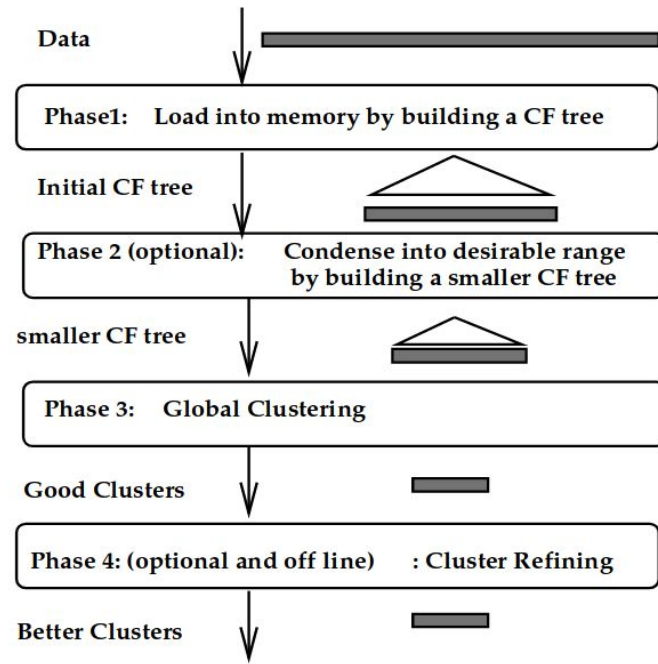 Data
Phase1: Load into memory by building a CF tree
Initial CF tree
Phase 2 (optional): Condense into desirable range
by building a smaller CF tree
smaller CF tree
Phase 3: Global Clustering
Good Clusters
Phase 4: (optional and off line) : Cluster Refining
Better Clusters